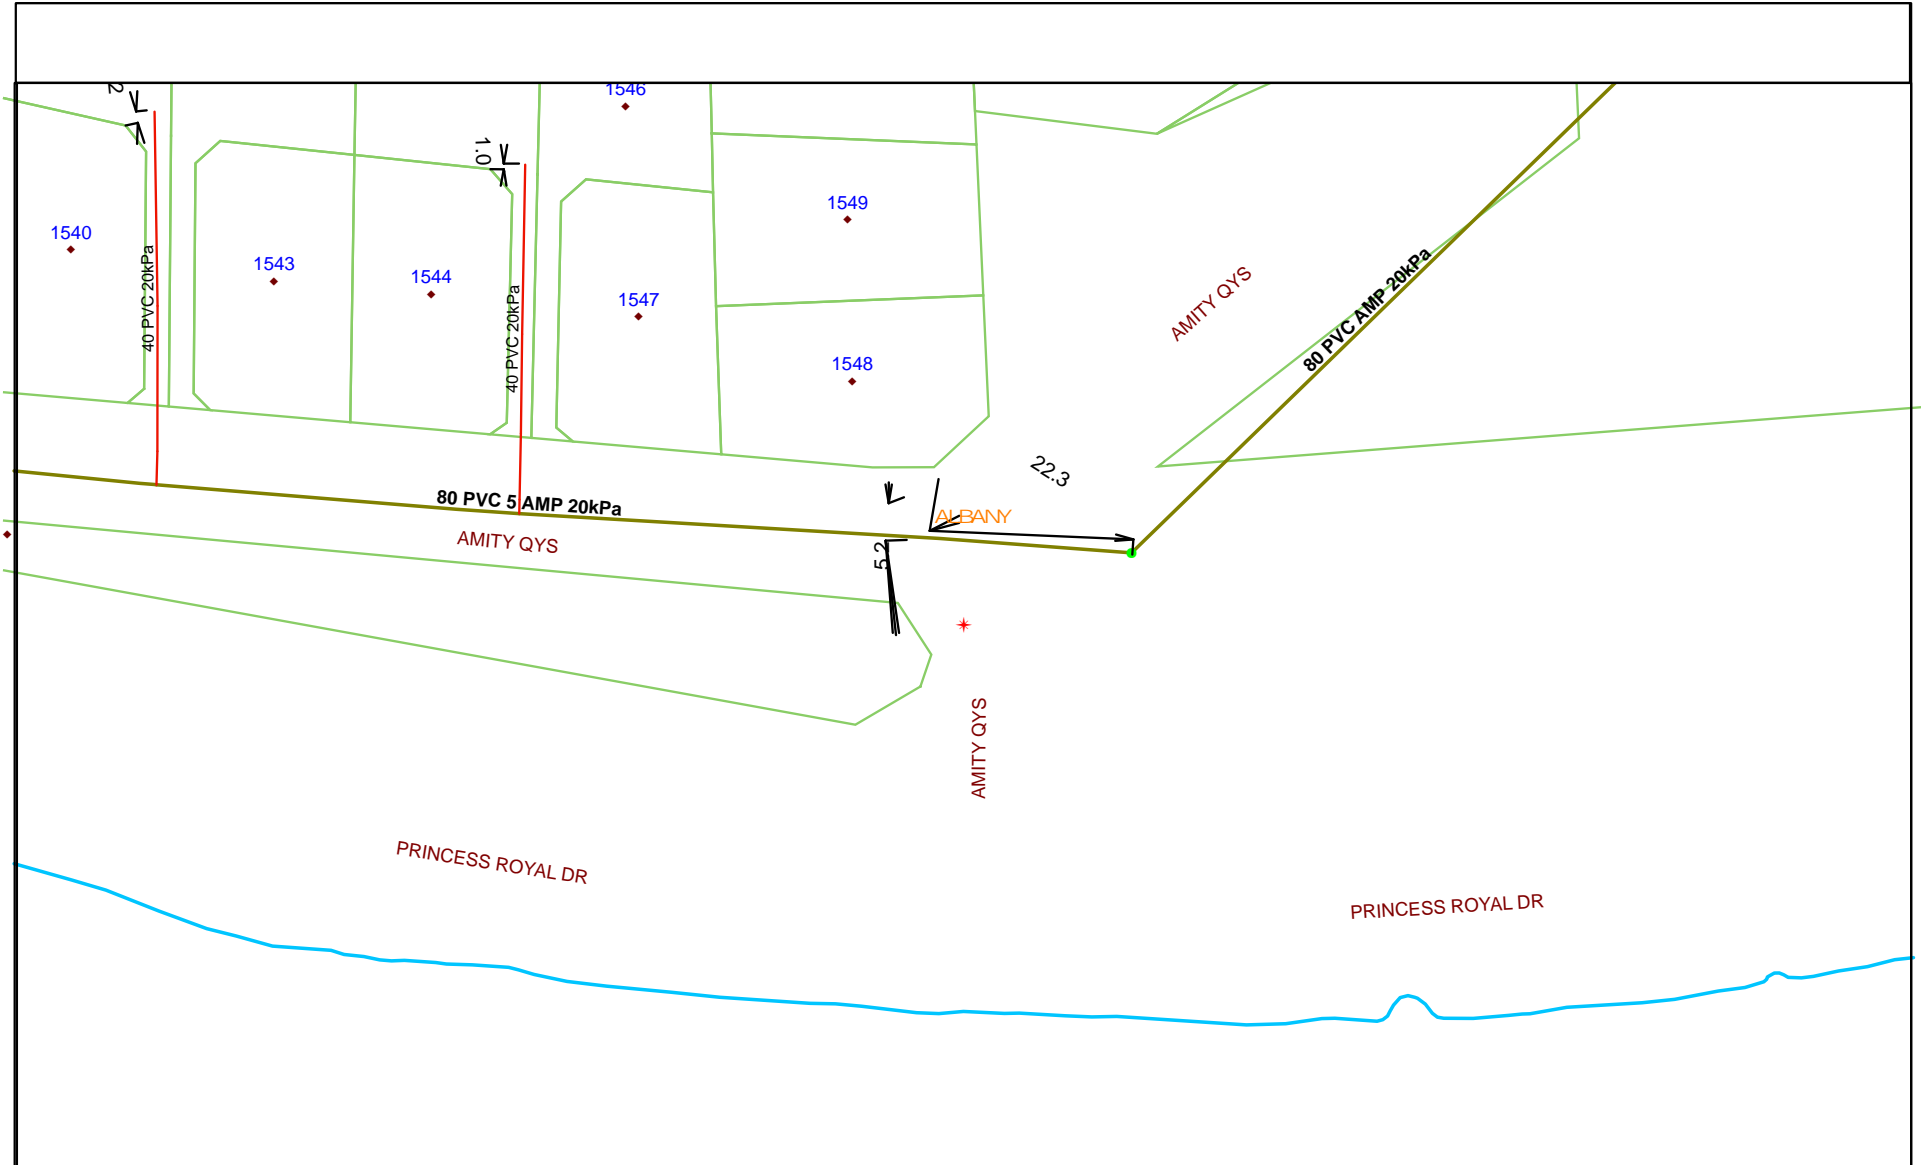 1546
2
1.0
1549
1540
1543
1544
1547
1548
40 PVC 20kPa
40 PVC 20kPa
AMITY QYS
80 PVC AMP 20kPa
22.3
80 PVC 5 AMP 20kPa
ALBANY
AMITY QYS
5.2
AMITY QYS
PRINCESS ROYAL DR
PRINCESS ROYAL DR